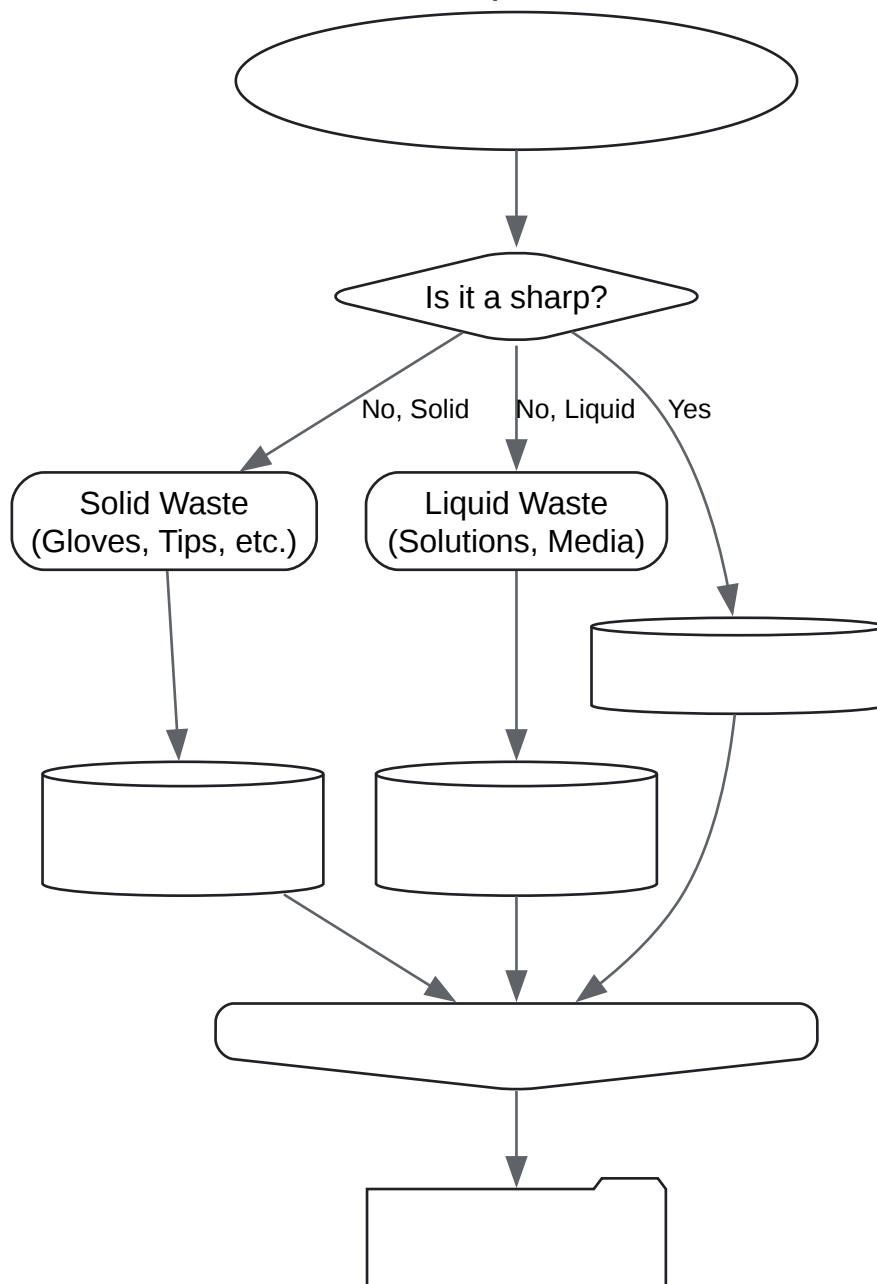 Is it a sharp?
No, Solid
No, Liquid
Yes
Solid Waste
(Gloves, Tips, etc.)
Liquid Waste
(Solutions, Media)